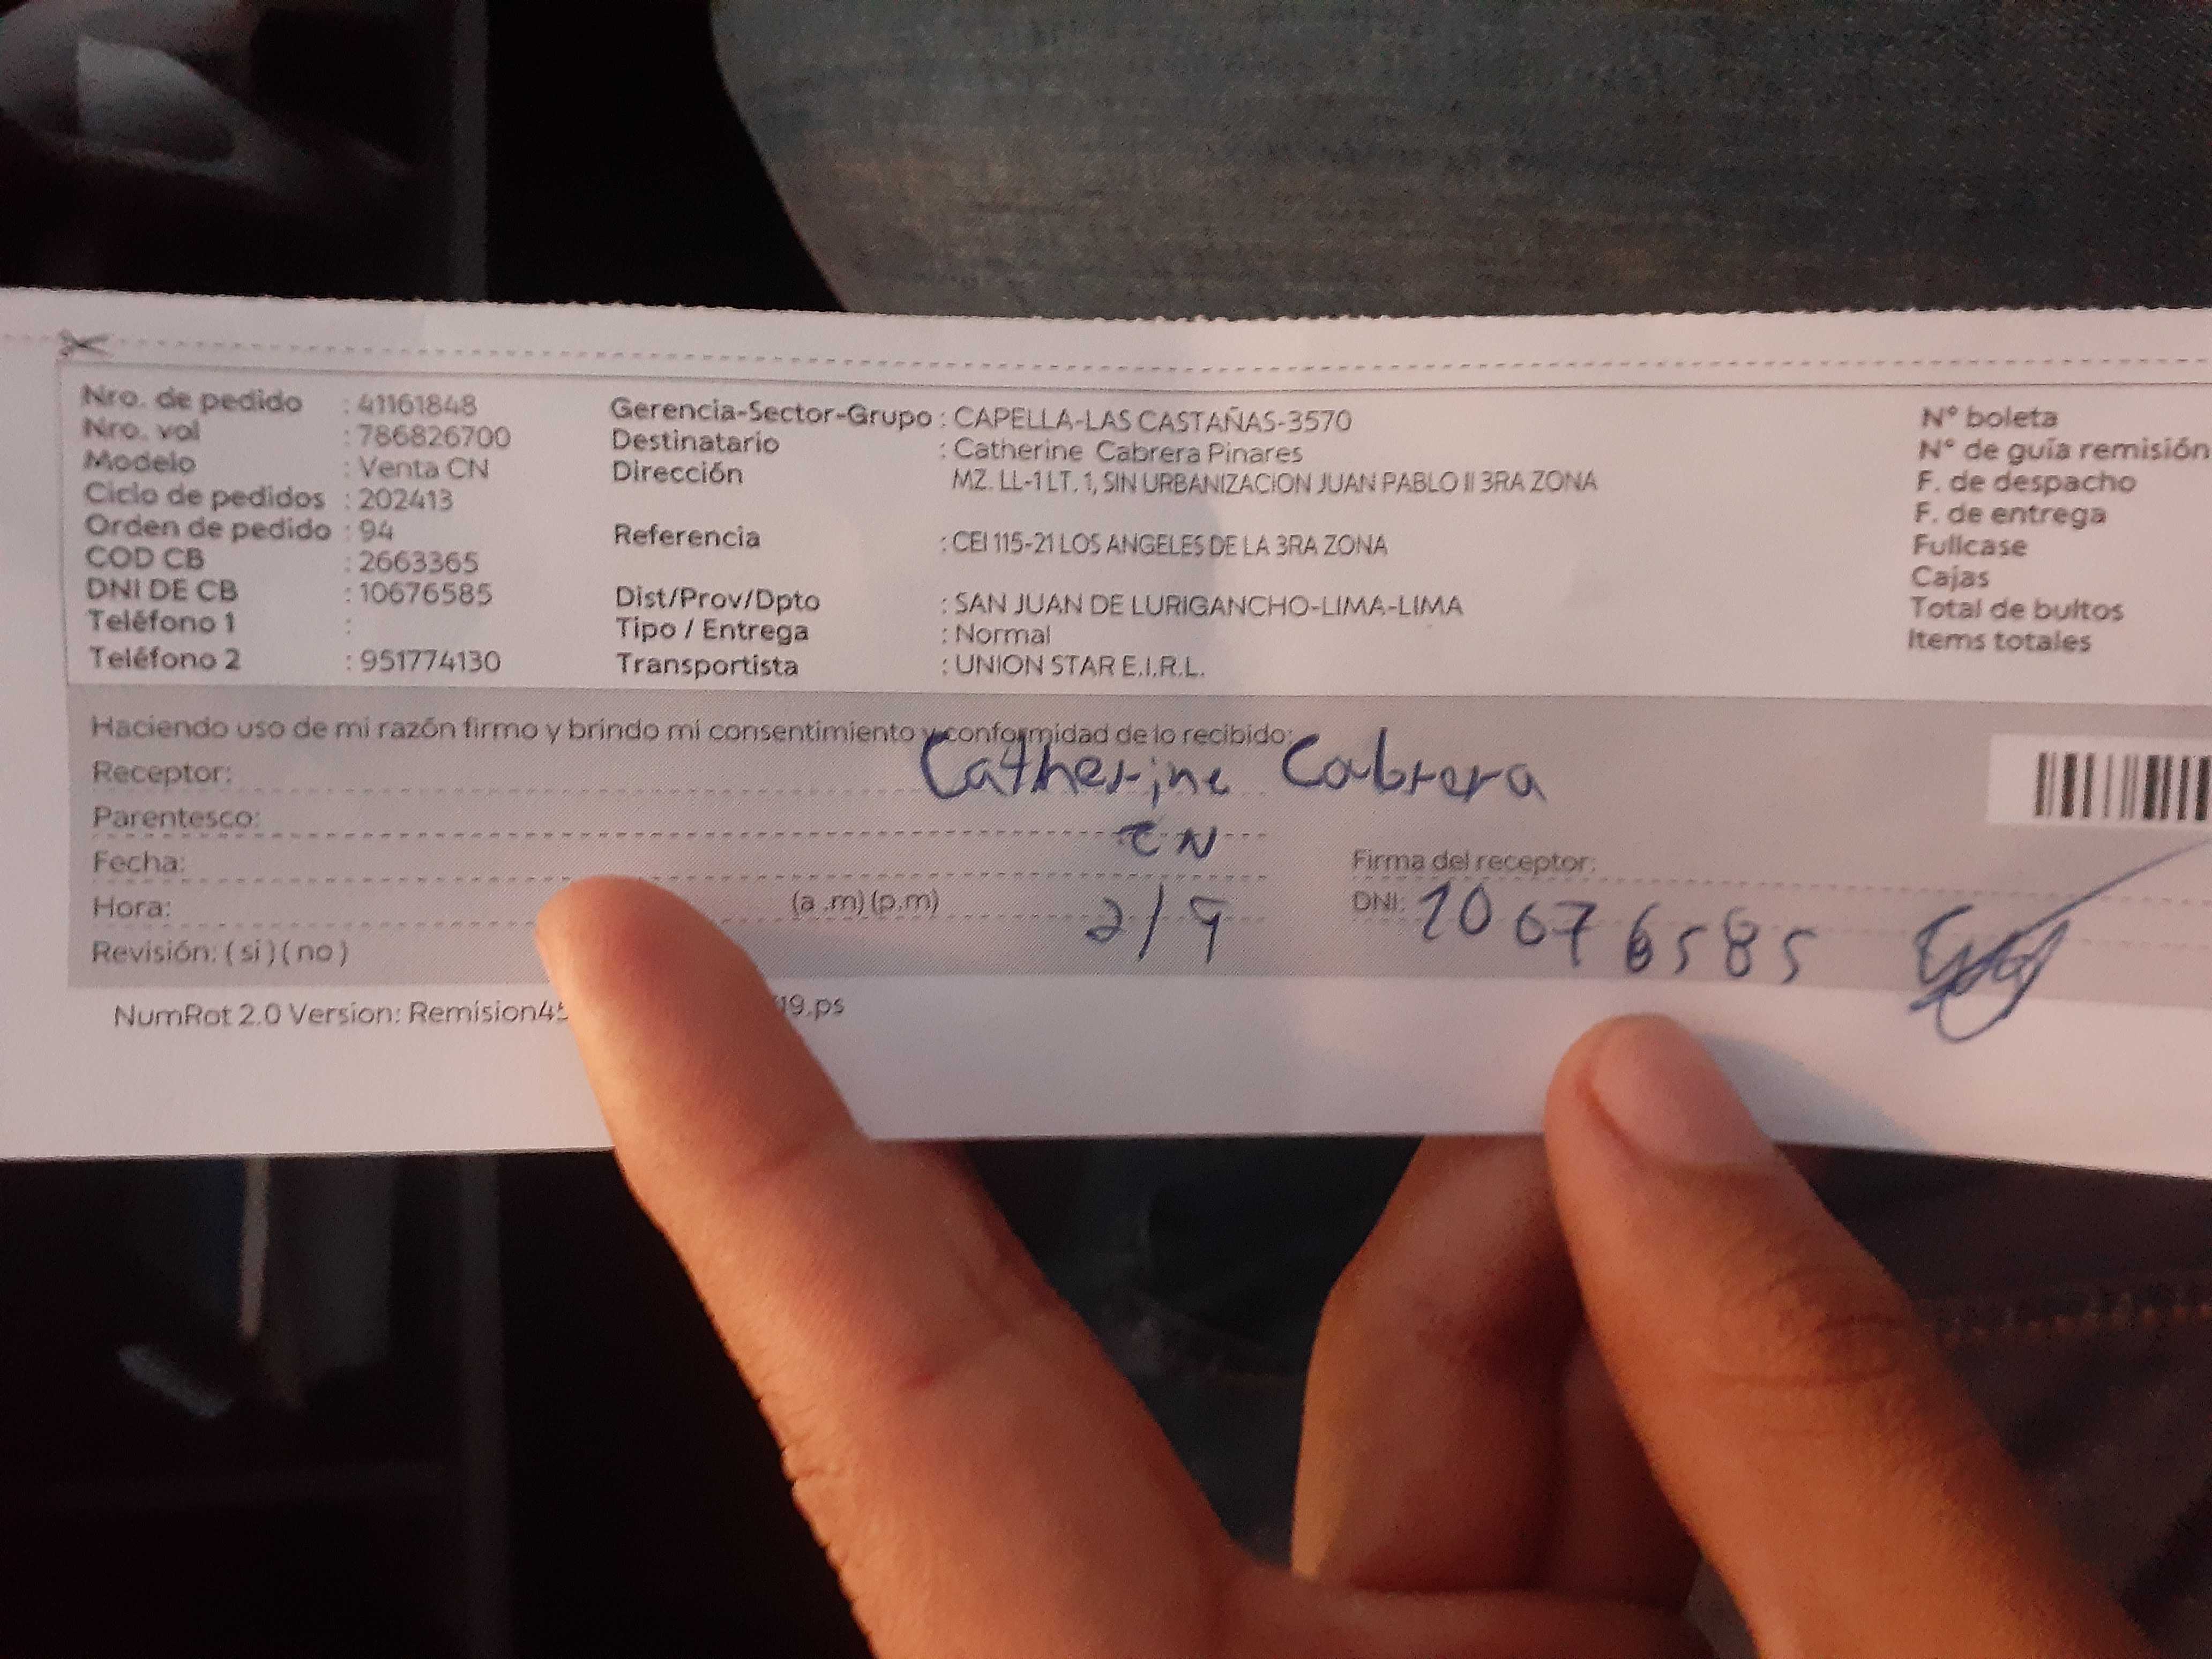 Nro. de pedido : 41161848
Nro. vol : 786826700
Modelo : Venta CN
Ciclo de pedidos : 202413
Orden de pedido : 94
COD CB : 2663365
DNI DE CB : 10676585
Teléfono 1 :
Teléfono 2 : 951774130
Gerencia-Sector-Grupo : CAPELLA-LAS CASTAÑAS-3570
Destinatario : Catherine Cabrera Pinares
Dirección MZ. LL-1 LT. 1, SIN URBANIZACION JUAN PABLO II 3RA ZONA
Referencia : CEI 115-21 LOS ANGELES DE LA 3RA ZONA
Dist/Prov/Dpto : SAN JUAN DE LURIGANCHO-LIMA-LIMA
Tipo / Entrega : Normal
Transportista : UNION STAR E.I.R.L.
N° boleta
N° de guía remisión
F. de despacho
F. de entrega
Fullcase
Cajas
Total de bultos
Items totales
Haciendo uso de mi razón firmo y brindo mi consentimiento y conformidad de lo recibido:
Receptor: Catherine Cabrera
Parentesco: CN
Fecha: 2/9
Hora: (a .m) (p.m)
Revisión: ( si ) ( no )
Firma del receptor:
DNI: 10676585
NumRot 2.0 Version: Remision45 19.ps